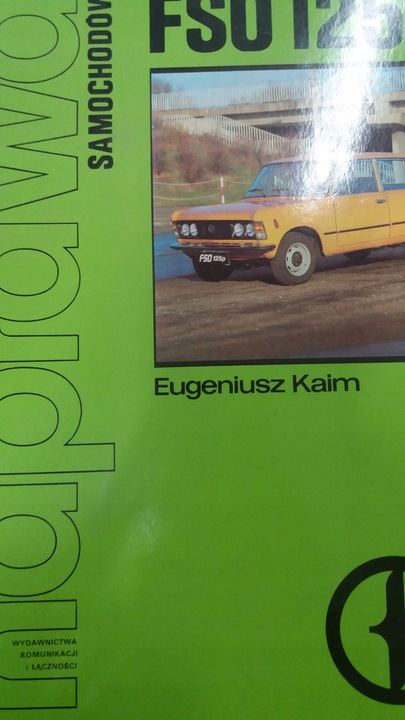 naprawa
SAMOCHODÓW
FSO 125
FSO 125p
Eugeniusz Kaim
WYDAWNICTWA
KOMUNIKACJI
i ŁĄCZNOŚCI